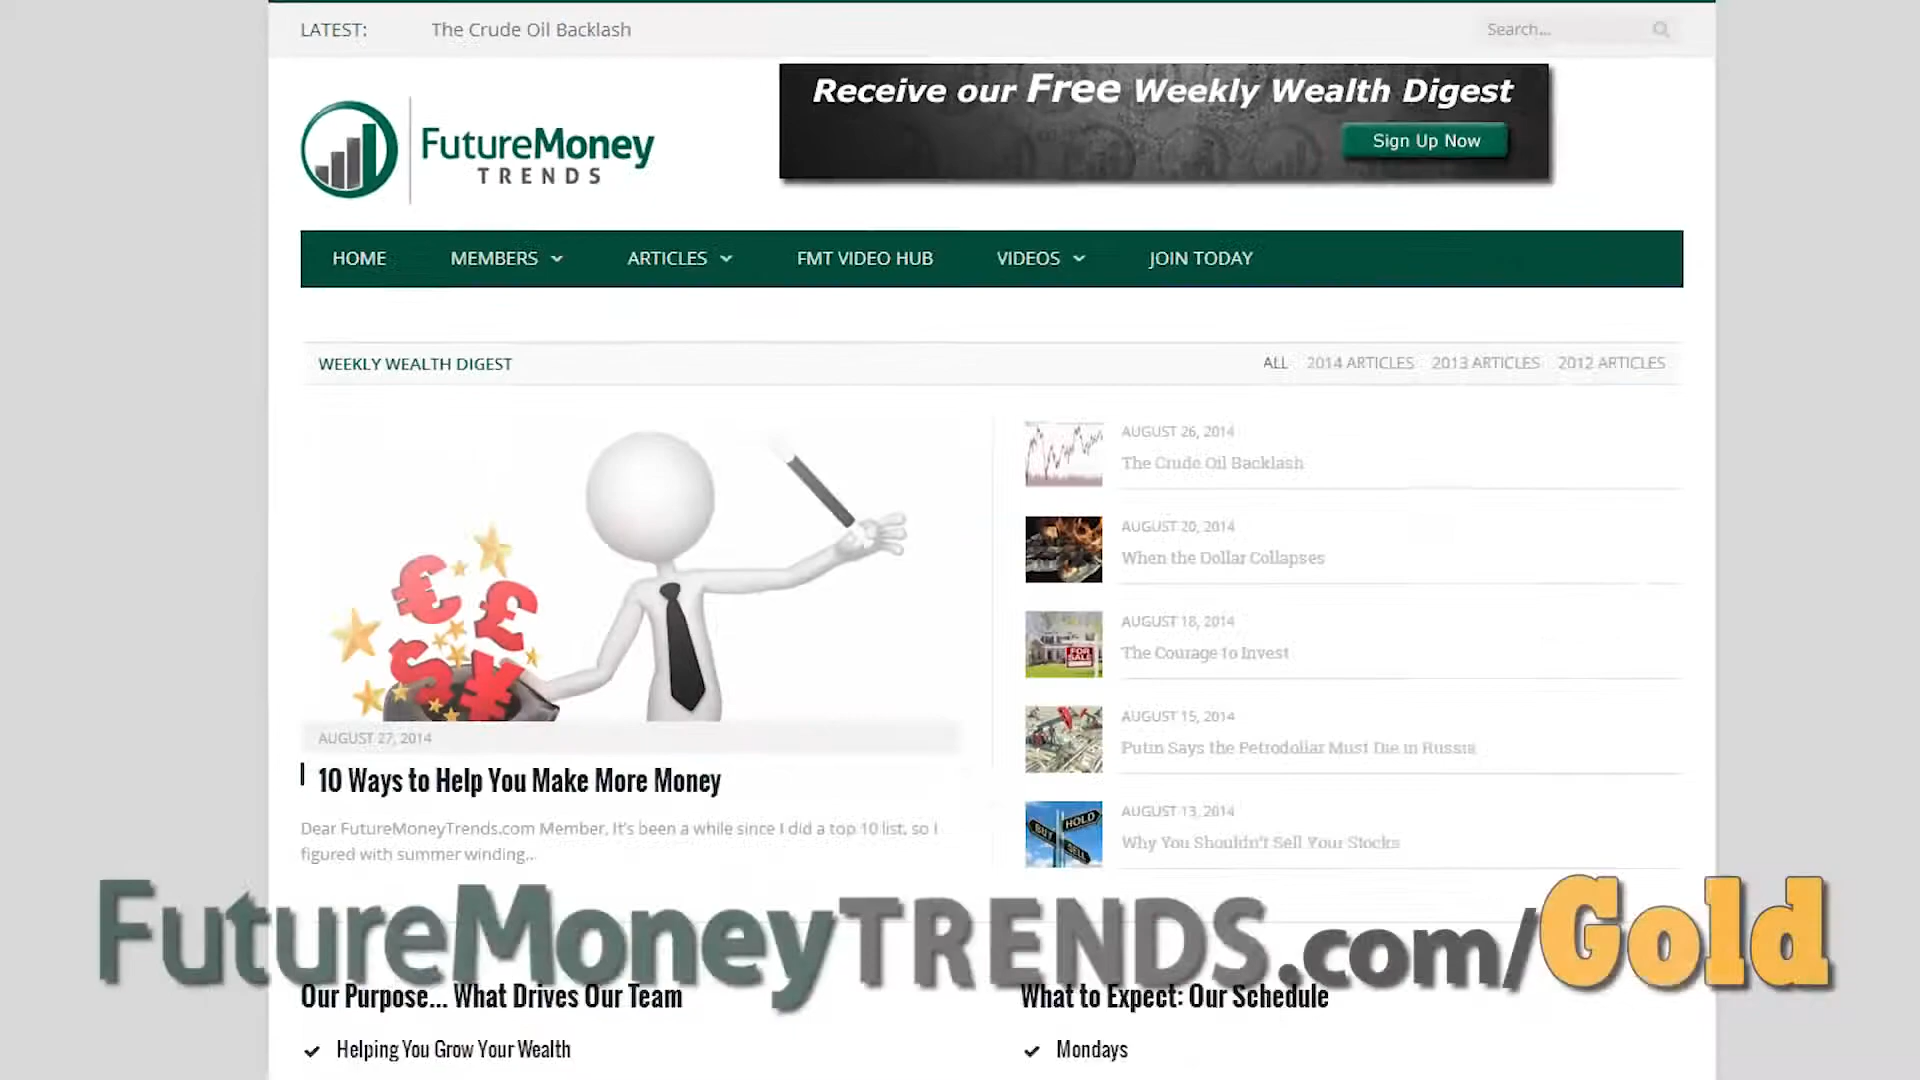 LATEST: The Crude Oil Backlash Search...
Receive our Free Weekly Wealth Digest
Sign Up Now
FutureMoney
TRENDS
HOME MEMBERS ARTICLES FMT VIDEO HUB VIDEOS JOIN TODAY
WEEKLY WEALTH DIGEST ALL 2014 ARTICLES 2013 ARTICLES 2012 ARTICLES
AUGUST 27, 2014
10 Ways to Help You Make More Money
Dear FutureMoneyTrends.com Member, It's been a while since I did a top 10 list, so I
figured with summer winding...
AUGUST 26, 2014
The Crude Oil Backlash
AUGUST 20, 2014
When the Dollar Collapses
FOR SALE
AUGUST 18, 2014
The Courage to Invest
AUGUST 15, 2014
Putin Says the Petrodollar Must Die in Russia
BUY HOLD SELL
AUGUST 13, 2014
Why You Shouldn't Sell Your Stocks
FutureMoneyTRENDS.com/Gold
Our Purpose... What Drives Our Team
Helping You Grow Your Wealth
What to Expect: Our Schedule
Mondays